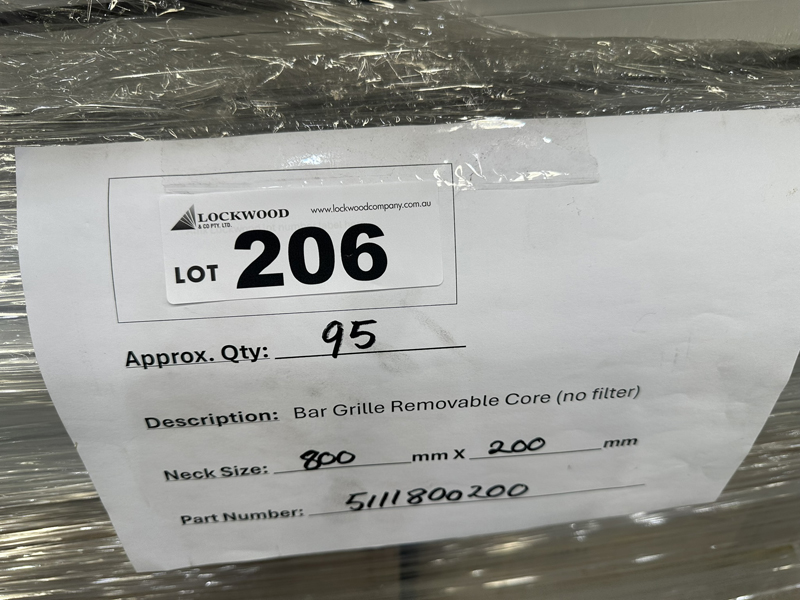 LOCKWOOD
& CO PTY. LTD.
www.lockwoodcompany.com.au
LOT 206
Approx. Qty: 95
Description: Bar Grille Removable Core (no filter)
Neck Size: 800 mm X 200 mm
Part Number: 5111800200